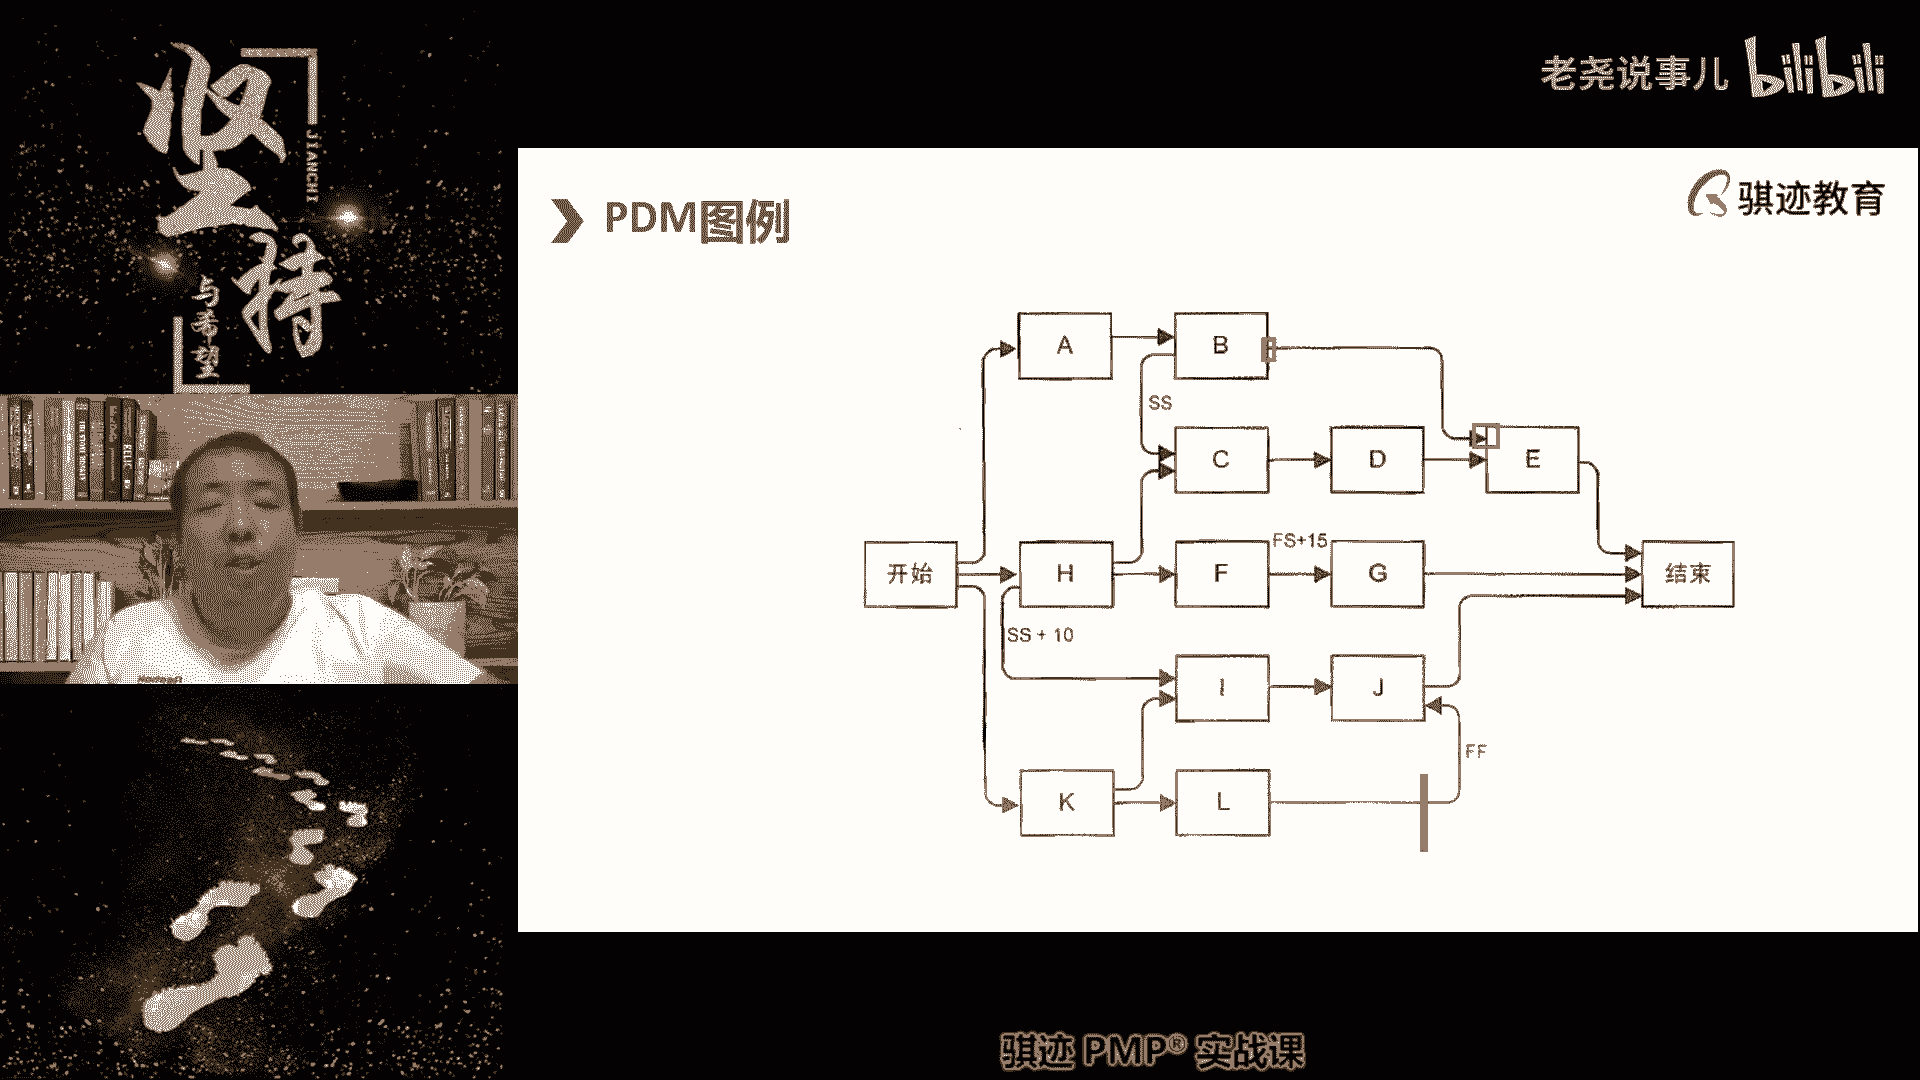 坚持
JIANCHI
与希望
老尧说事儿 bilibili
骐迹教育
PDM图例
A
B
SS
C
D
E
FS+15
开始
H
F
G
结束
SS + 10
I
J
FF
K
L
骐迹 PMP® 实战课